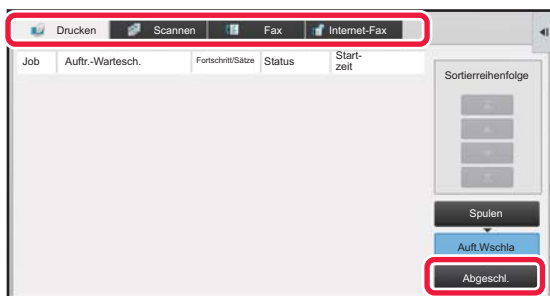 Drucken Scannen Fax Internet-Fax
Job Auftr.-Wartesch. Fortschritt/Sätze Status Start-
zeit
Sortierreihenfolge
Spulen
Auft.Wschla
Abgeschl.